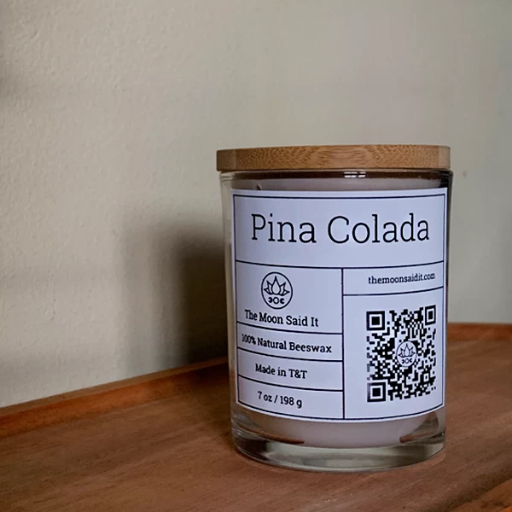 Pina Colada
The Moon Said It
100% Natural Beeswax
Made in T&T
7 oz / 198 g
themoonsaidit.com